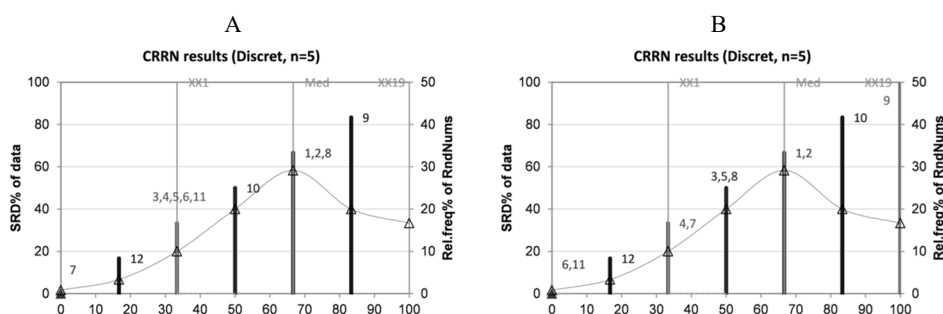 A
B
CRRN results (Discret, n=5)
CRRN results (Discret, n=5)
SRD% of data
100
80
60
40
20
0
XX1
Med
XX19
7
12
3,4,5,6,11
10
1,2,8
9
50
40
30
20
10
0
Rel.freq% of RndNums
0 10 20 30 40 50 60 70 80 90 100
SRD% of data
100
80
60
40
20
0
XX1
Med
XX19
6,11
12
4,7
3,5,8
1,2
10
9
50
40
30
20
10
0
Rel.freq% of RndNums
0 10 20 30 40 50 60 70 80 90 100